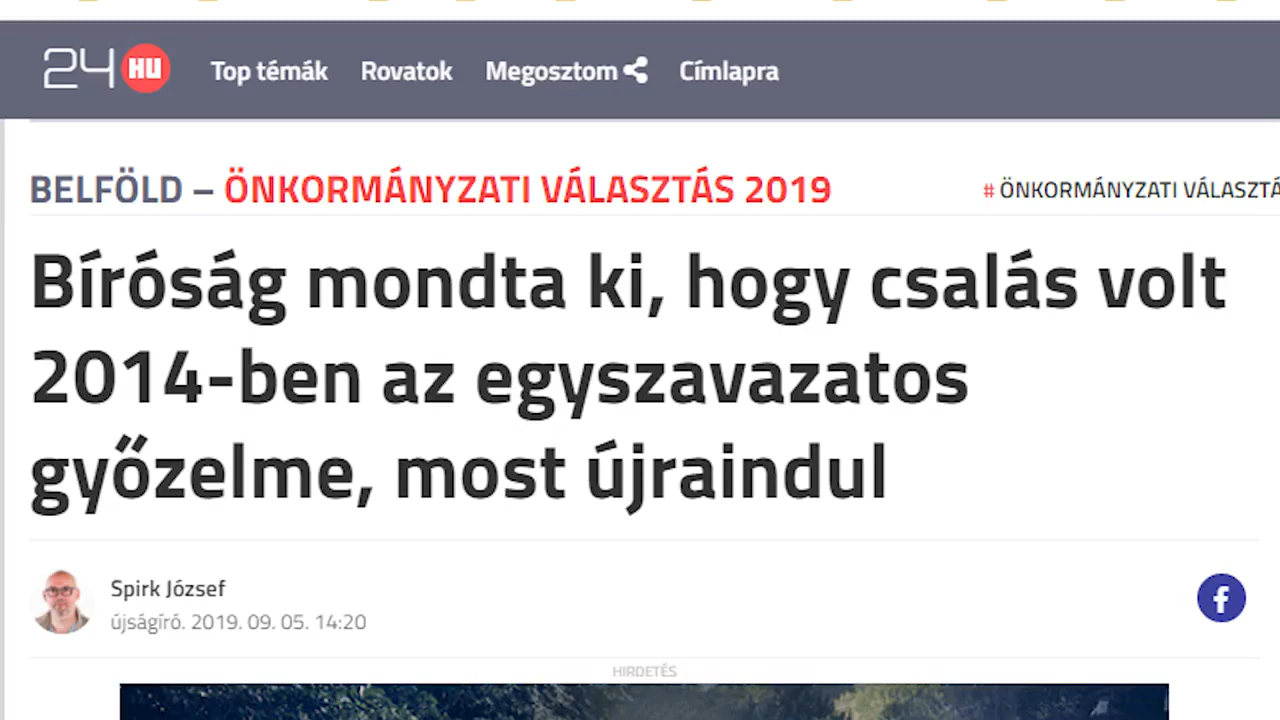 24 HU Top témák Rovatok Megosztom Címlapra
BELFÖLD – ÖNKORMÁNYZATI VÁLASZTÁS 2019 # ÖNKORMÁNYZATI VÁLASZTÁ
Bíróság mondta ki, hogy csalás volt
2014-ben az egyszavazatos
győzelme, most újraindul
Spirk József
újságíró. 2019. 09. 05. 14:20
HIRDETÉS